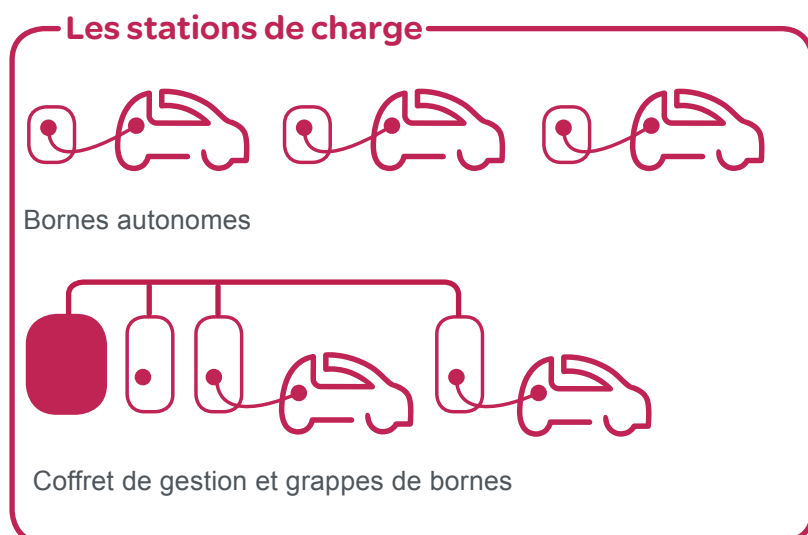 Les stations de charge
Bornes autonomes
Coffret de gestion et grappes de bornes